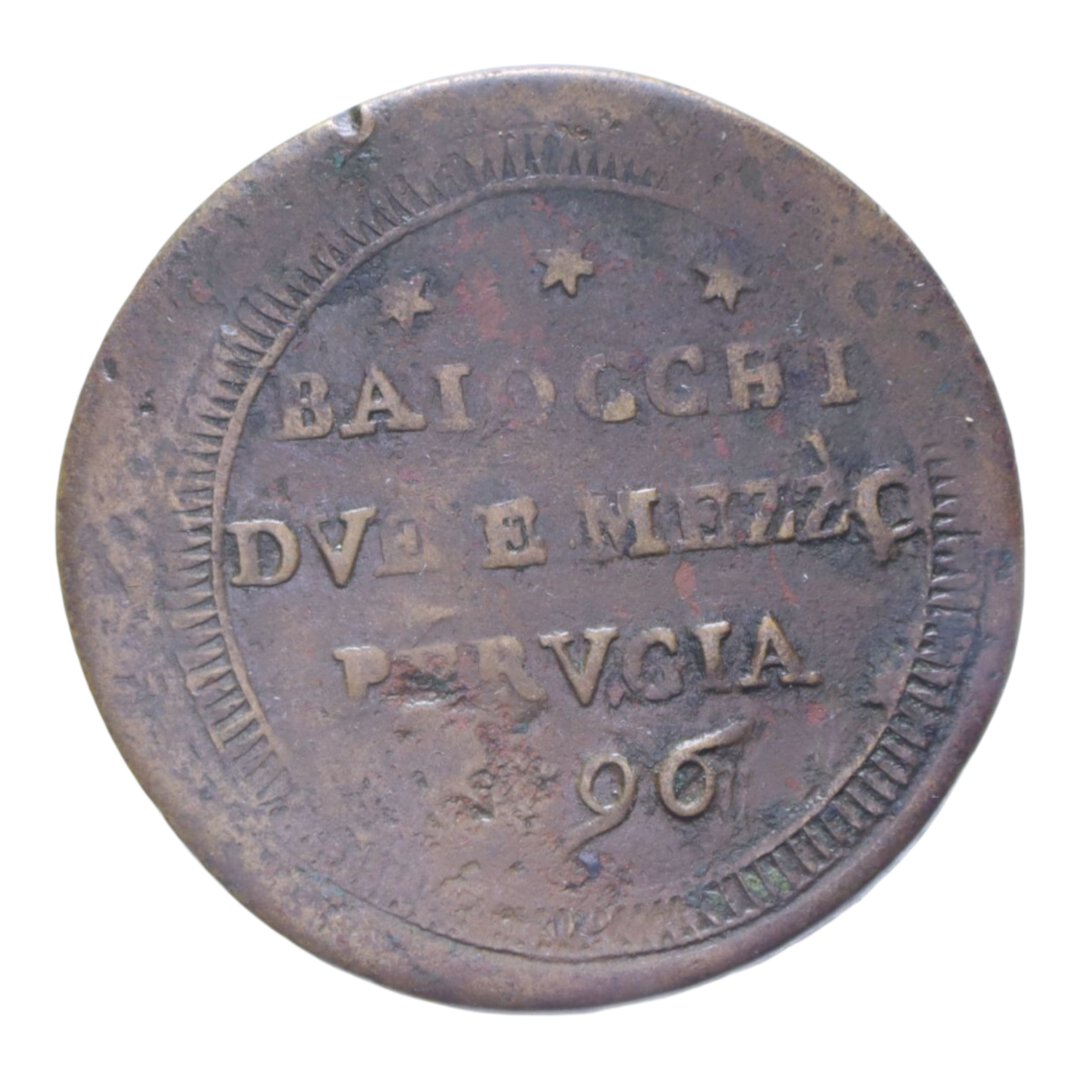 BAIOCCHI
DVE E MEZZO
PERVGIA
96